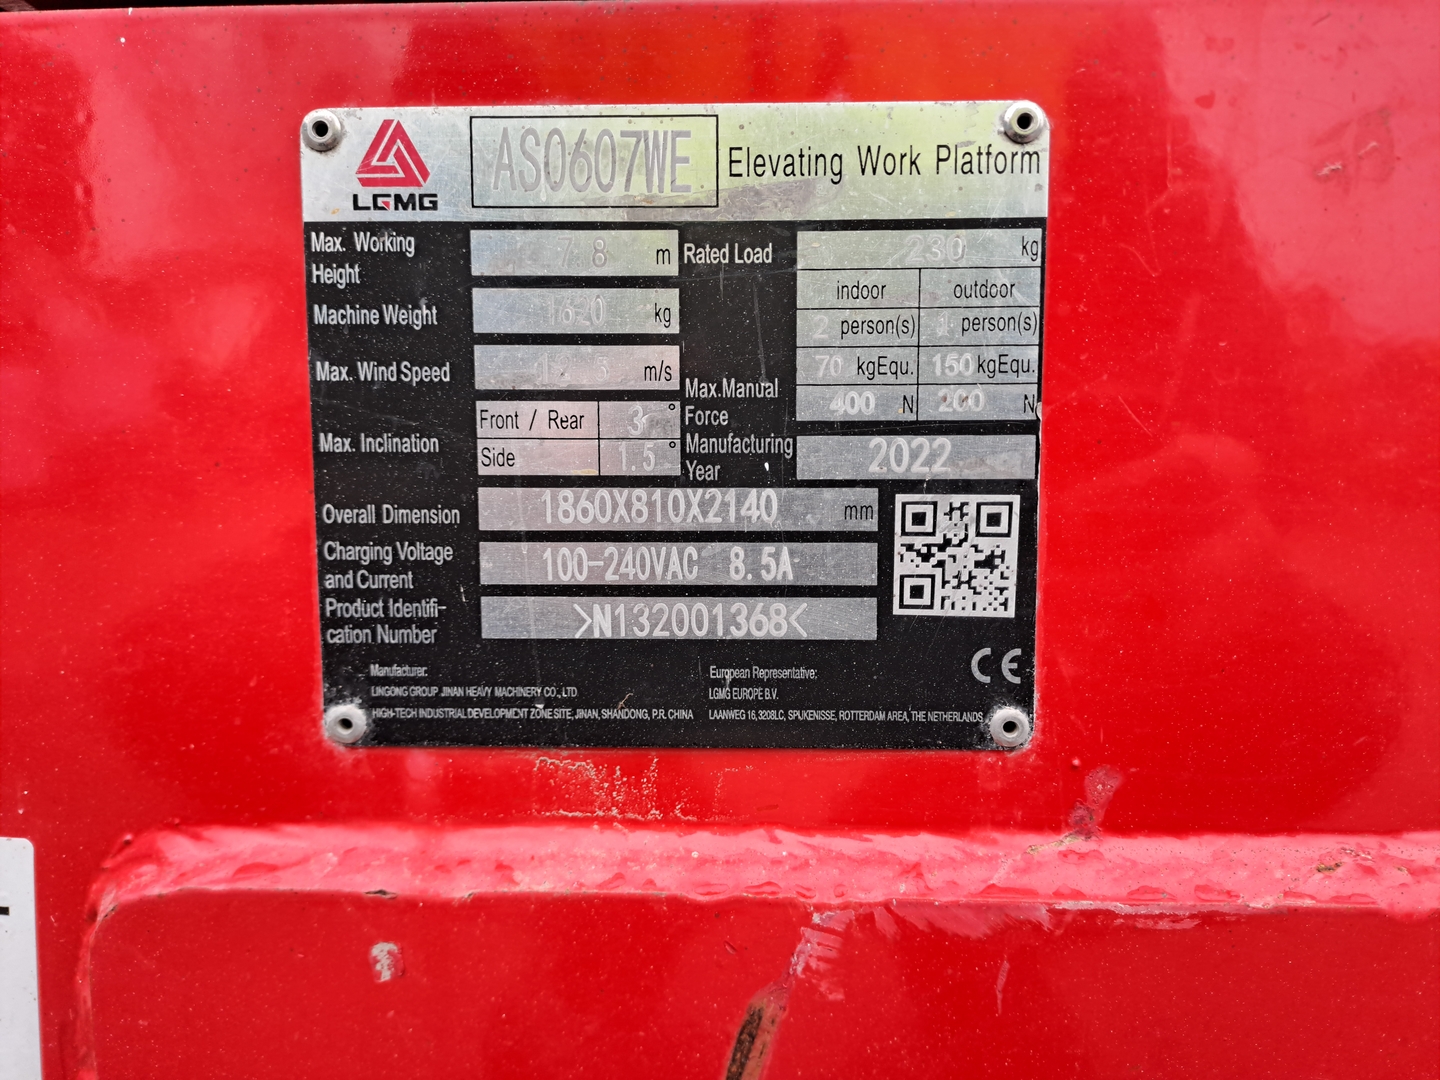 LGMG
AS0607WE
Elevating Work Platform
Max. Working
Height
7.8 m
Machine Weight
1620 kg
Max. Wind Speed
m/s
Max. Inclination
Front / Rear 3 °
Side 1.5 °
Rated Load
230 kg
indoor outdoor
2 person(s) 1 person(s)
70 kgEqu. 150 kgEqu.
Max.Manual
Force
400 N 200 N
Manufacturing
Year
2022
Overall Dimension
1860X810X2140 mm
Charging Voltage
and Current
100-240VAC 8.5A
Product Identifi-
cation Number
>N132001368<
CE
Manufacturer:
LINGONG GROUP JINAN HEAVY MACHINERY CO., LTD
HIGH-TECH INDUSTRIAL DEVELOPMENT ZONE SITE, JINAN, SHANDONG, P.R. CHINA
European Representative:
LGMG EUROPE B.V.
LAANWEG 16, 3208LC, SPIJKENISSE, ROTTERDAM AREA, THE NETHERLANDS